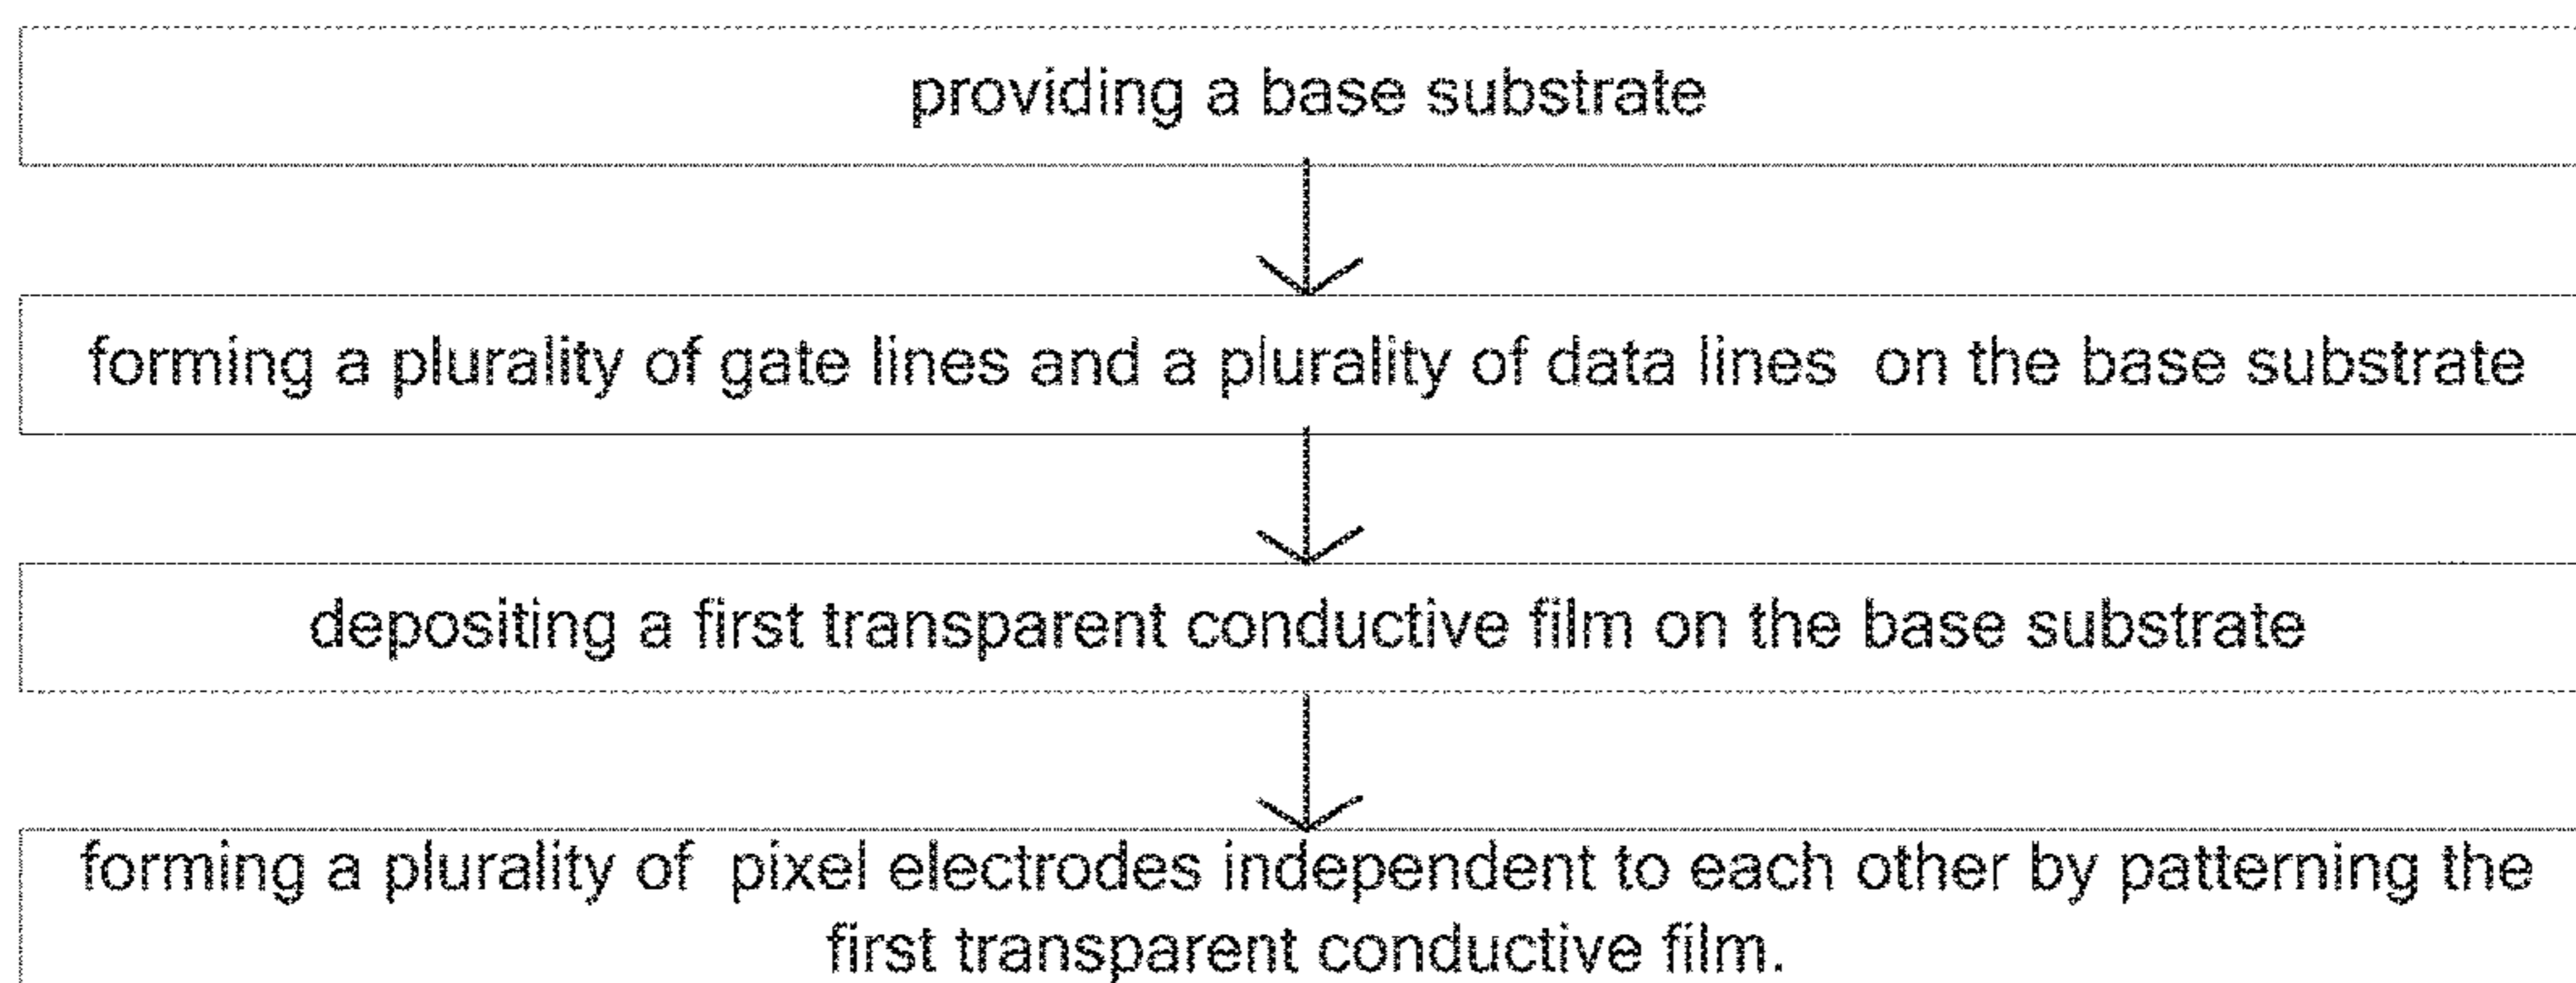 providing a base substrate
forming a plurality of gate lines and a plurality of data lines on the base substrate
depositing a first transparent conductive film on the base substrate
forming a plurality of pixel electrodes independent to each other by patterning the
first transparent conductive film.